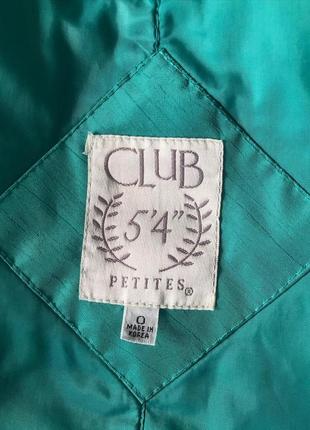 CLUB
5'4"
PETITES®
0
MADE IN
KOREA